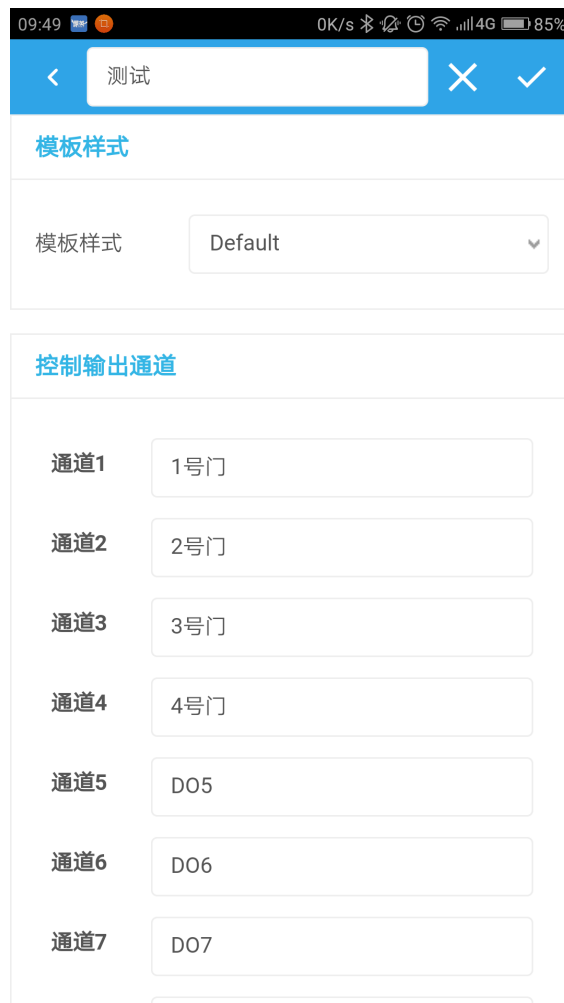 09:49 0K/s 4G 85%
测试
模板样式
模板样式 Default
控制输出通道
通道1 1号门
通道2 2号门
通道3 3号门
通道4 4号门
通道5 DO5
通道6 DO6
通道7 DO7